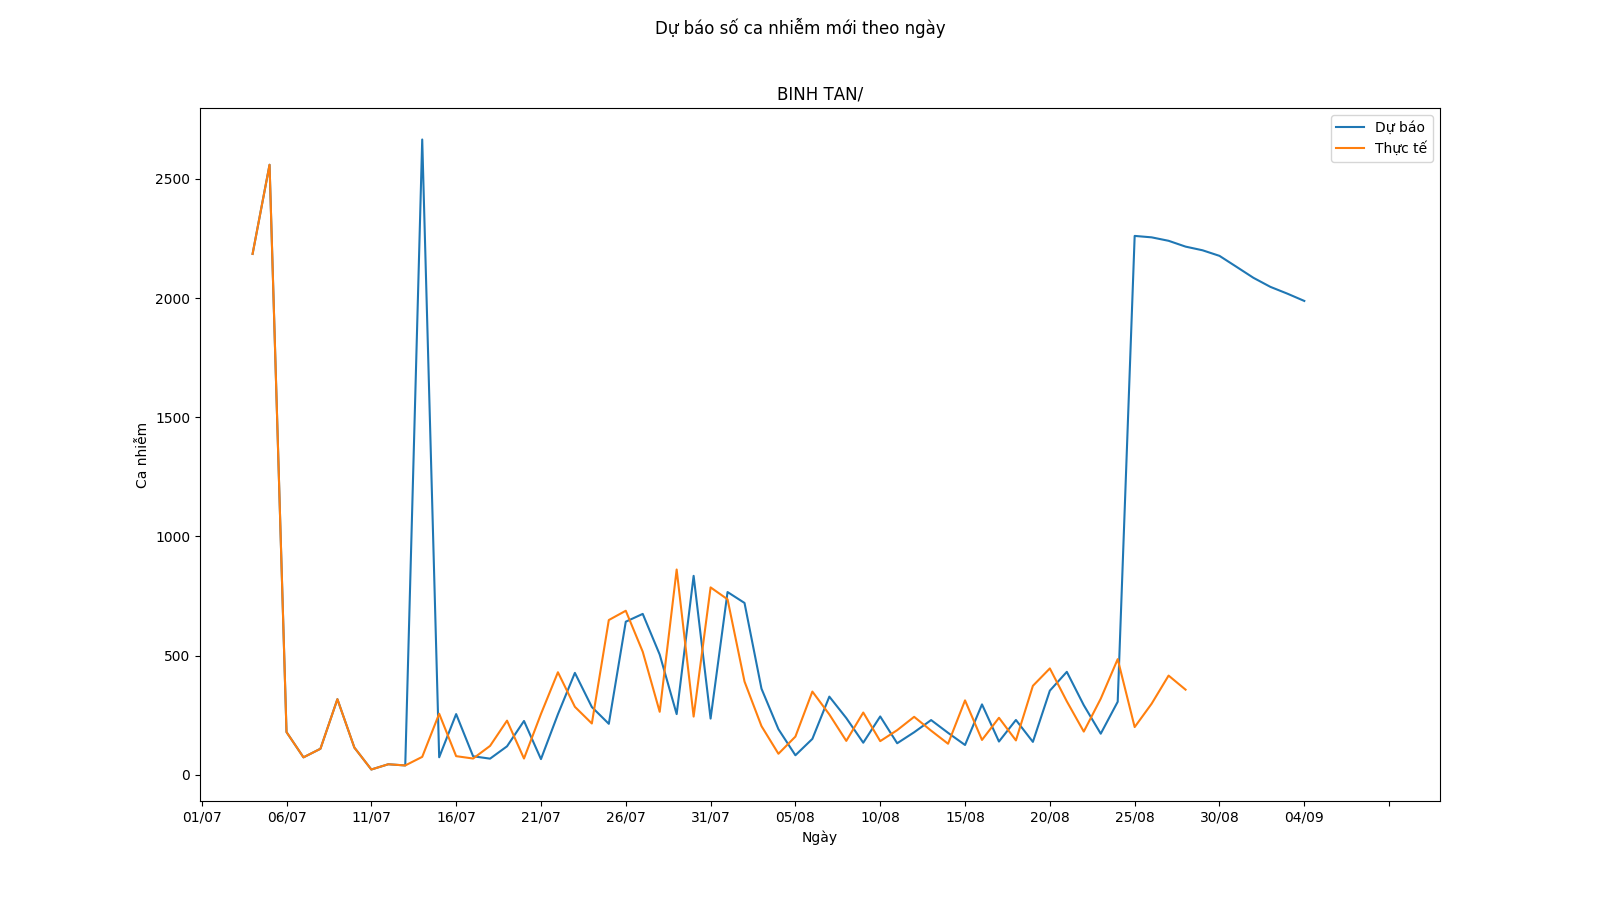 Dự báo số ca nhiễm mới theo ngày
BINH TAN/
Dự báo
Thực tế
2500
2000
1500
1000
500
0
Ca nhiễm
01/07 06/07 11/07 16/07 21/07 26/07 31/07 05/08 10/08 15/08 20/08 25/08 30/08 04/09
Ngày